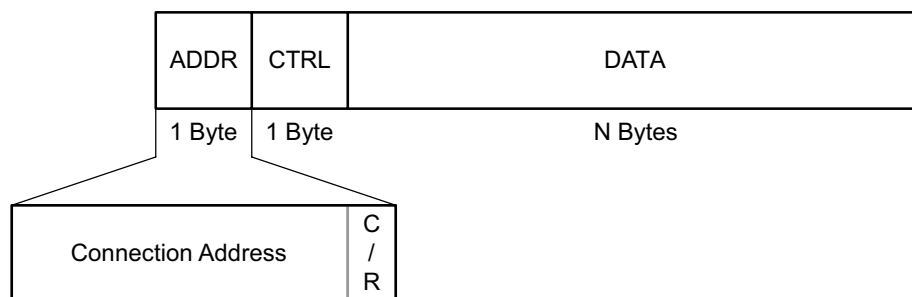 ADDR CTRL DATA
1 Byte 1 Byte N Bytes
Connection Address
C
/
R